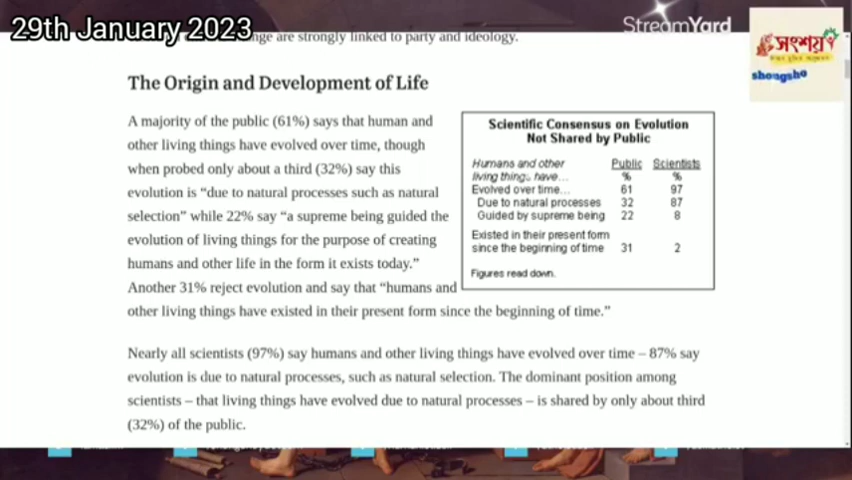 29th January 2023
nge are strongly linked to party and ideology.
StreamYard
সংশয়
shongsho
The Origin and Development of Life
A majority of the public (61%) says that human and
other living things have evolved over time, though
when probed only about a third (32%) say this
evolution is “due to natural processes such as natural
selection” while 22% say “a supreme being guided the
evolution of living things for the purpose of creating
humans and other life in the form it exists today.”
Another 31% reject evolution and say that “humans and
other living things have existed in their present form since the beginning of time.”
Scientific Consensus on Evolution
Not Shared by Public
Humans and other Public Scientists
living things have... % %
Evolved over time... 61 97
Due to natural processes 32 87
Guided by supreme being 22 8
Existed in their present form
since the beginning of time 31 2
Figures read down.
Nearly all scientists (97%) say humans and other living things have evolved over time – 87% say
evolution is due to natural processes, such as natural selection. The dominant position among
scientists – that living things have evolved due to natural processes – is shared by only about third
(32%) of the public.